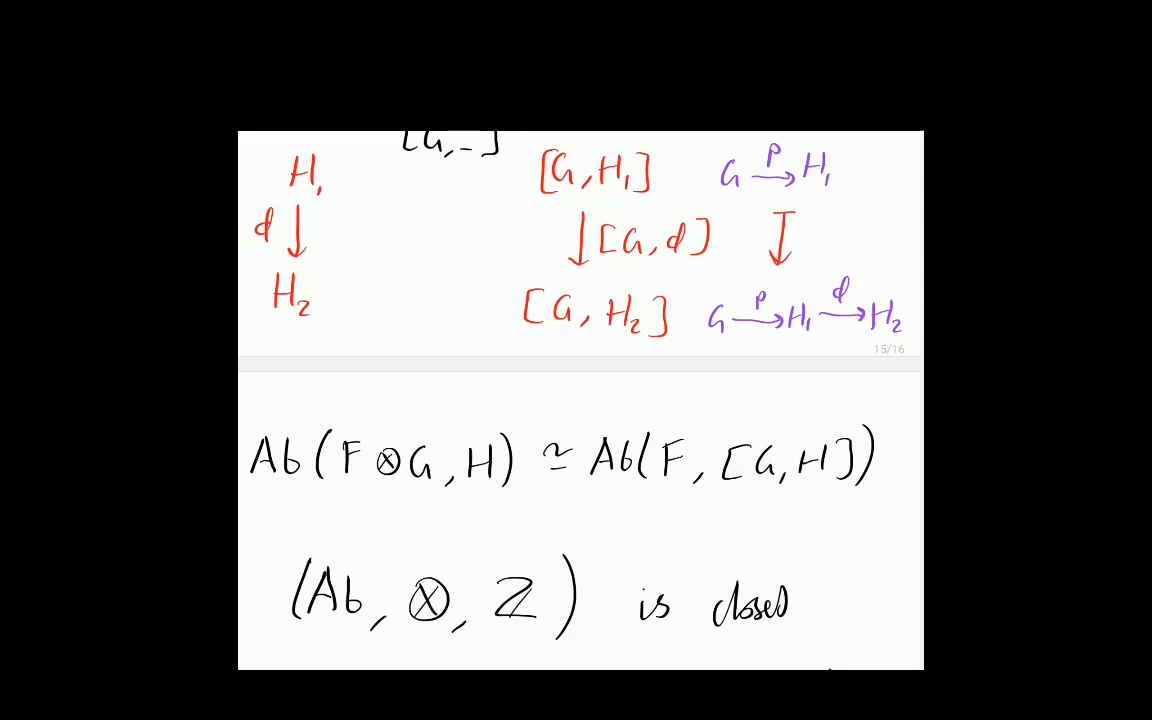 [G, -]
H₁ [G, H₁] G →ᵖ H₁
d ↓ ↓ [G, d] ↧
H₂ [G, H₂] G →ᵖ H₁ →ᵈ H₂
15/16
Ab(F ⊗ G, H) ≃ Ab(F, [G, H])
(Ab, ⊗, ℤ) is closed